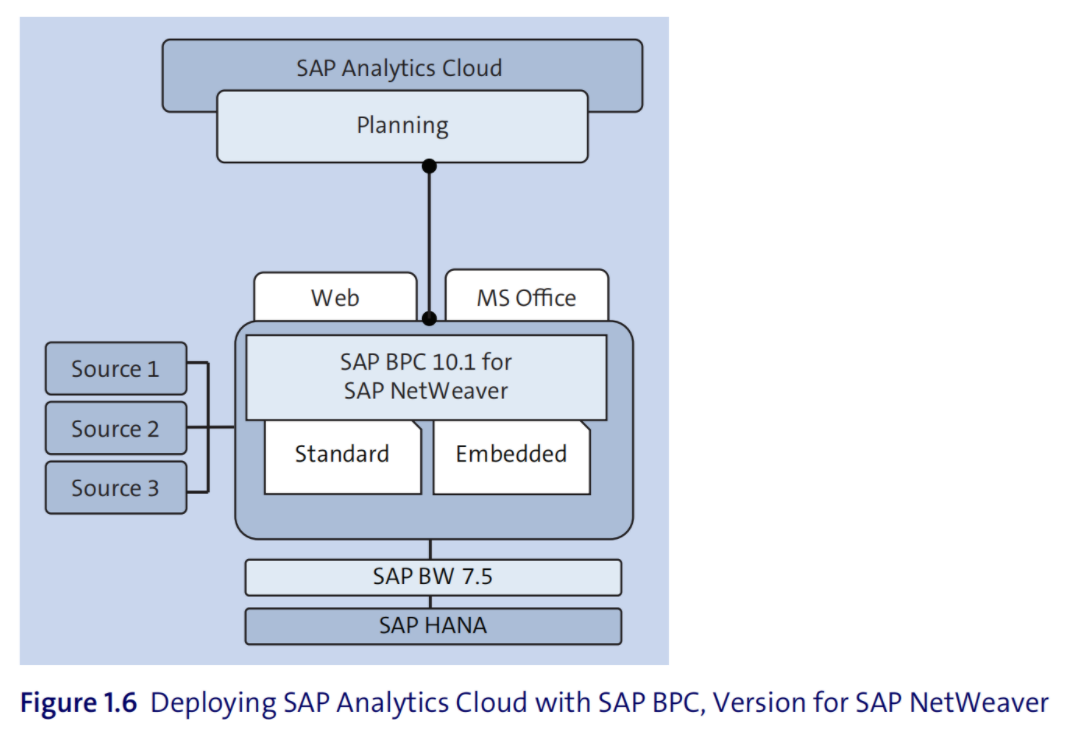 SAP Analytics Cloud
Planning
Web
MS Office
SAP BPC 10.1 for
SAP NetWeaver
Source 1
Source 2
Source 3
Standard
Embedded
SAP BW 7.5
SAP HANA
Figure 1.6 Deploying SAP Analytics Cloud with SAP BPC, Version for SAP NetWeaver